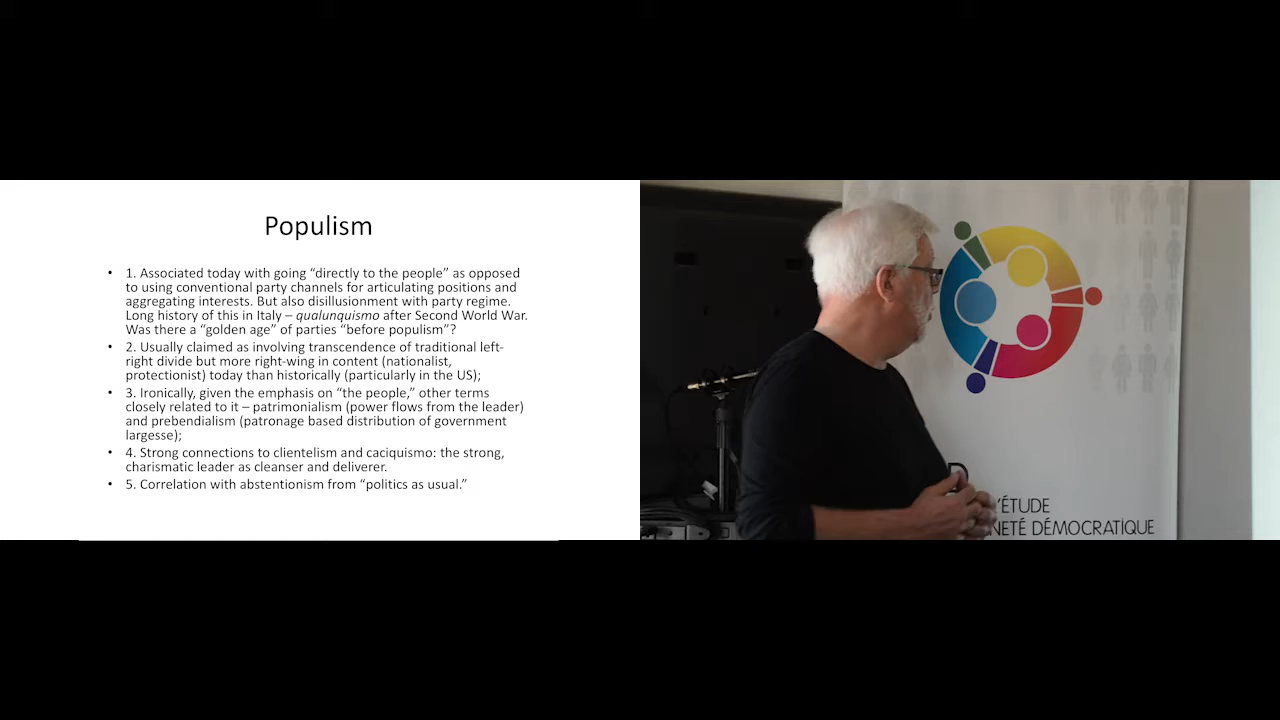 Populism
• 1. Associated today with going “directly to the people” as opposed
to using conventional party channels for articulating positions and
aggregating interests. But also disillusionment with party regime.
Long history of this in Italy – qualunquismo after Second World War.
Was there a “golden age” of parties “before populism”?
• 2. Usually claimed as involving transcendence of traditional left-
right divide but more right-wing in content (nationalist,
protectionist) today than historically (particularly in the US);
• 3. Ironically, given the emphasis on “the people,” other terms
closely related to it – patrimonialism (power flows from the leader)
and prebendialism (patronage based distribution of government
largesse);
• 4. Strong connections to clientelism and caciquismo: the strong,
charismatic leader as cleanser and deliverer.
• 5. Correlation with abstentionism from “politics as usual.”
’ÉTUDE
NETÉ DÉMOCRATIQUE